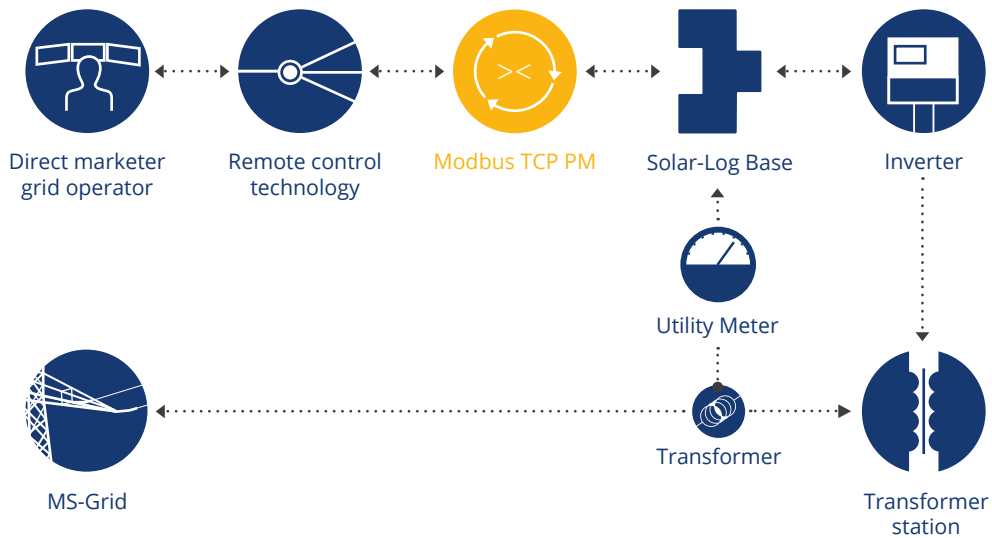 Direct marketer
grid operator
Remote control
technology
Modbus TCP PM
Solar-Log Base
Inverter
Utility Meter
MS-Grid
Transformer
Transformer
station